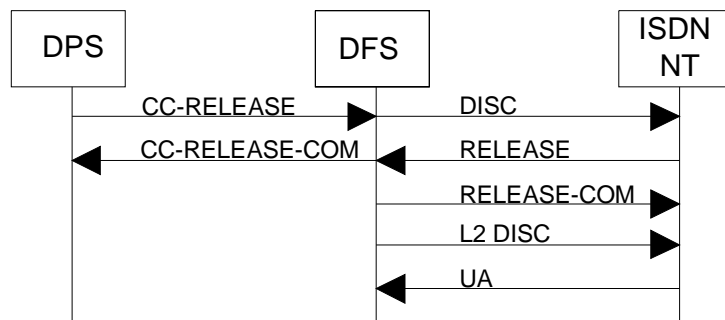 DPS
DFS
ISDN
NT
CC-RELEASE
DISC
CC-RELEASE-COM
RELEASE
RELEASE-COM
L2 DISC
UA